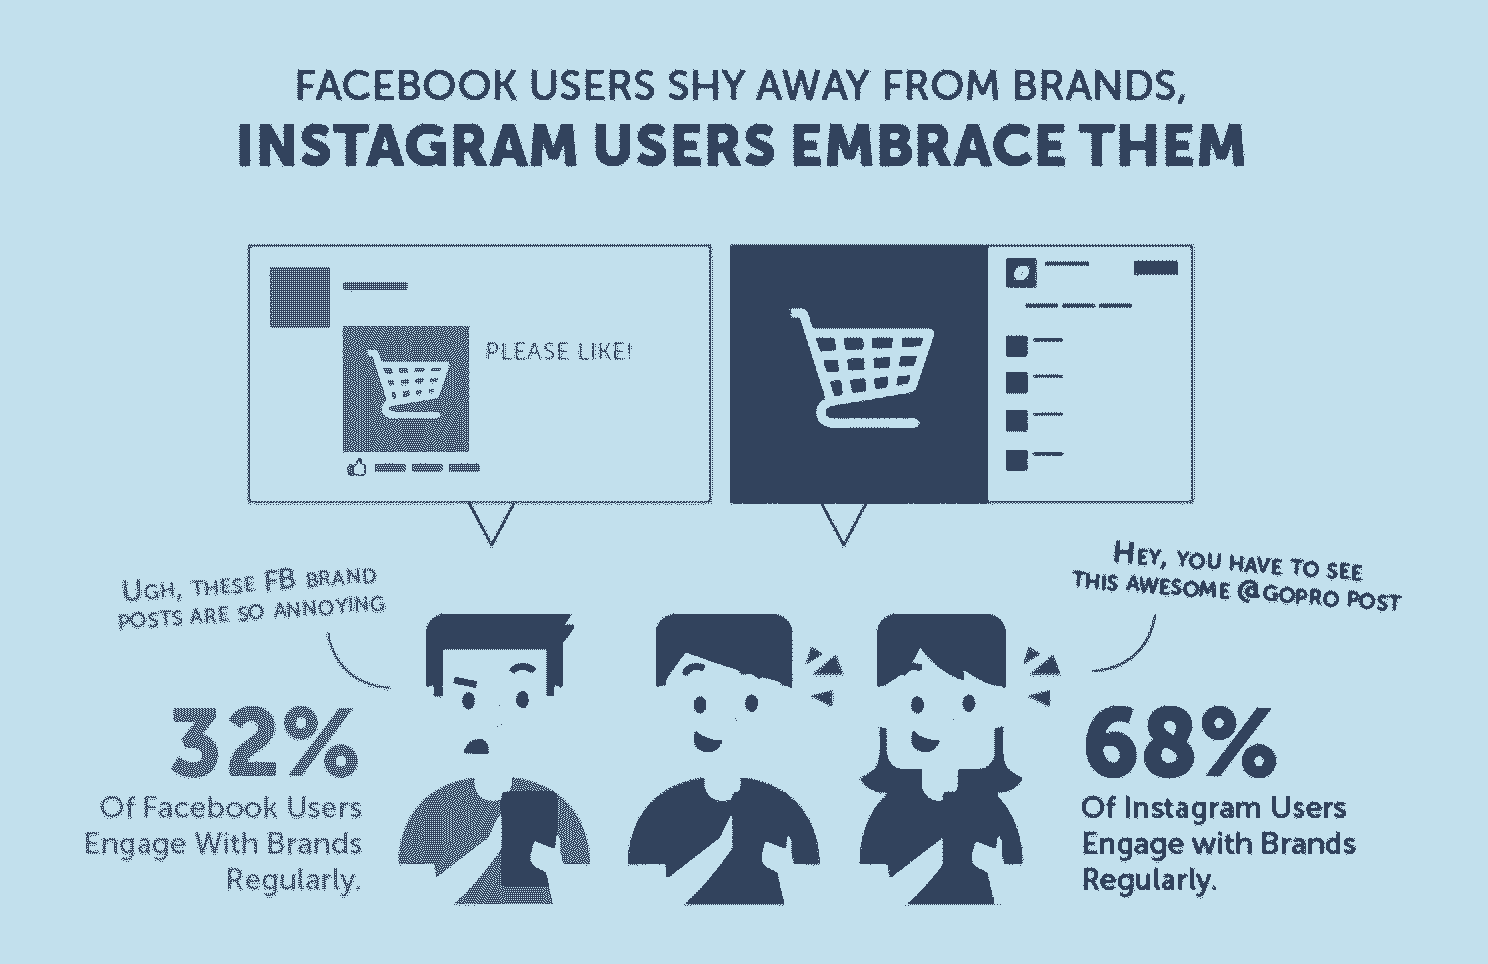 FACEBOOK USERS SHY AWAY FROM BRANDS,
INSTAGRAM USERS EMBRACE THEM
PLEASE LIKE!
UGH, THESE FB BRAND
POSTS ARE SO ANNOYING
HEY, YOU HAVE TO SEE
THIS AWESOME @GOPRO POST
32%
Of Facebook Users
Engage With Brands
Regularly.
68%
Of Instagram Users
Engage with Brands
Regularly.